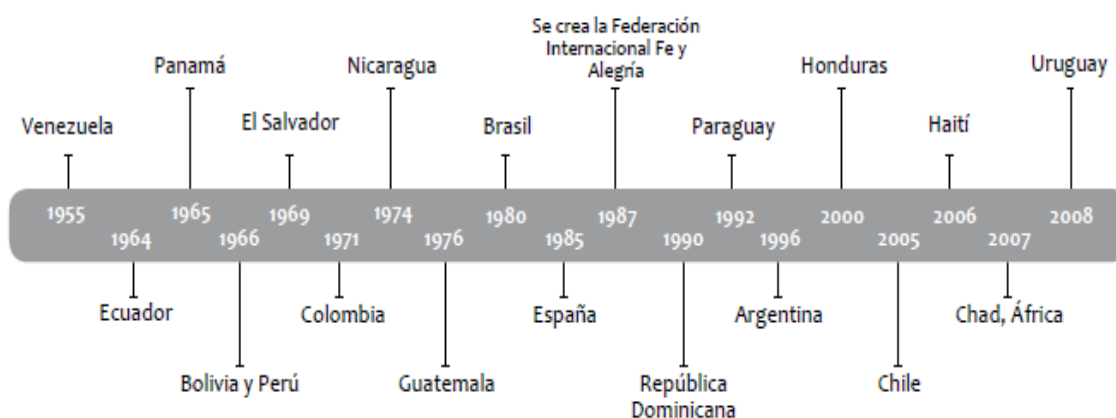 Se crea la Federación
Internacional Fe y
Alegría
Panamá
Nicaragua
Honduras
Uruguay
Venezuela
El Salvador
Brasil
Paraguay
Haití
1955
1965
1969
1974
1980
1987
1992
2000
2006
2008
1964
1966
1971
1976
1985
1990
1996
2005
2007
Ecuador
Colombia
España
Argentina
Chad, África
Bolivia y Perú
Guatemala
República
Dominicana
Chile